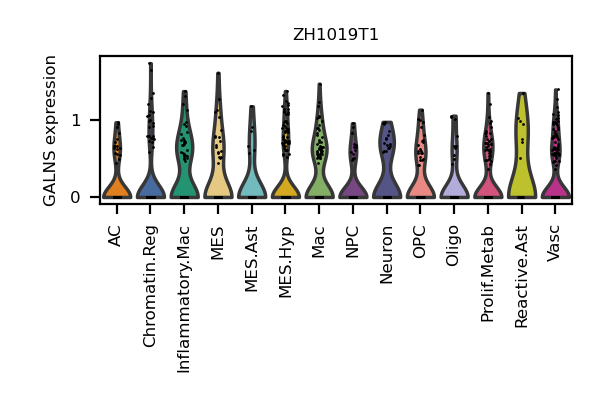 ZH1019T1
GALNS expression
1
0
AC
Chromatin.Reg
Inflammatory.Mac
MES
MES.Ast
MES.Hyp
Mac
NPC
Neuron
OPC
Oligo
Prolif.Metab
Reactive.Ast
Vasc